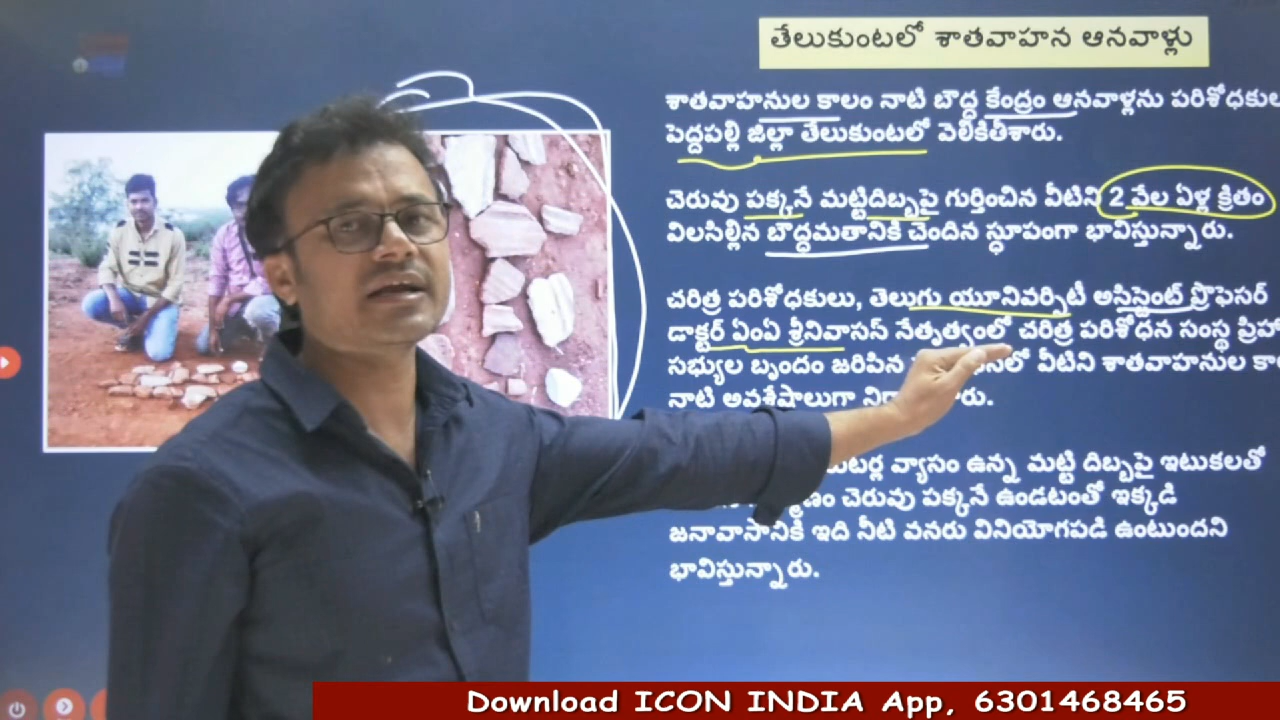 తేలుకుంటలో శాతవాహన ఆనవాళ్లు
శాతవాహనుల కాలం నాటి బౌద్ధ కేంద్రం ఆనవాళ్లను
పెద్దపల్లి జిల్లా తేలుకుంటలో వెలికితీశారు.
చెరువు పక్కనే మట్టిదిబ్బపై గుర్తించిన వీటిని 2 వేల ఏళ్ల క్రితం
విలసిల్లిన బౌద్ధమతానికి చెందిన స్థూపంగా భావిస్తున్నారు.
చరిత్ర పరిశోధకులు, తెలుగు యూనివర్సిటీ అసిస్టెంట్ ప్రొఫెసర్
డాక్టర్ ఏంఏ శ్రీనివాసన్ నేతృత్వంలో చరిత్ర పరిశోధన సంస్థ
సభ్యుల బృందం జరిపిన వీటిని శాతవాహనుల
నాటి అవశేషాలుగా
వ్యాసం ఉన్న మట్టి దిబ్బపై ఇటుకలతో
చెరువు పక్కనే ఉండటంతో ఇక్కడి
జనావాసానికి ఇది నీటి వనరు వినియోగపడి ఉంటుందని
భావిస్తున్నారు.
Download ICON INDIA App, 6301468465